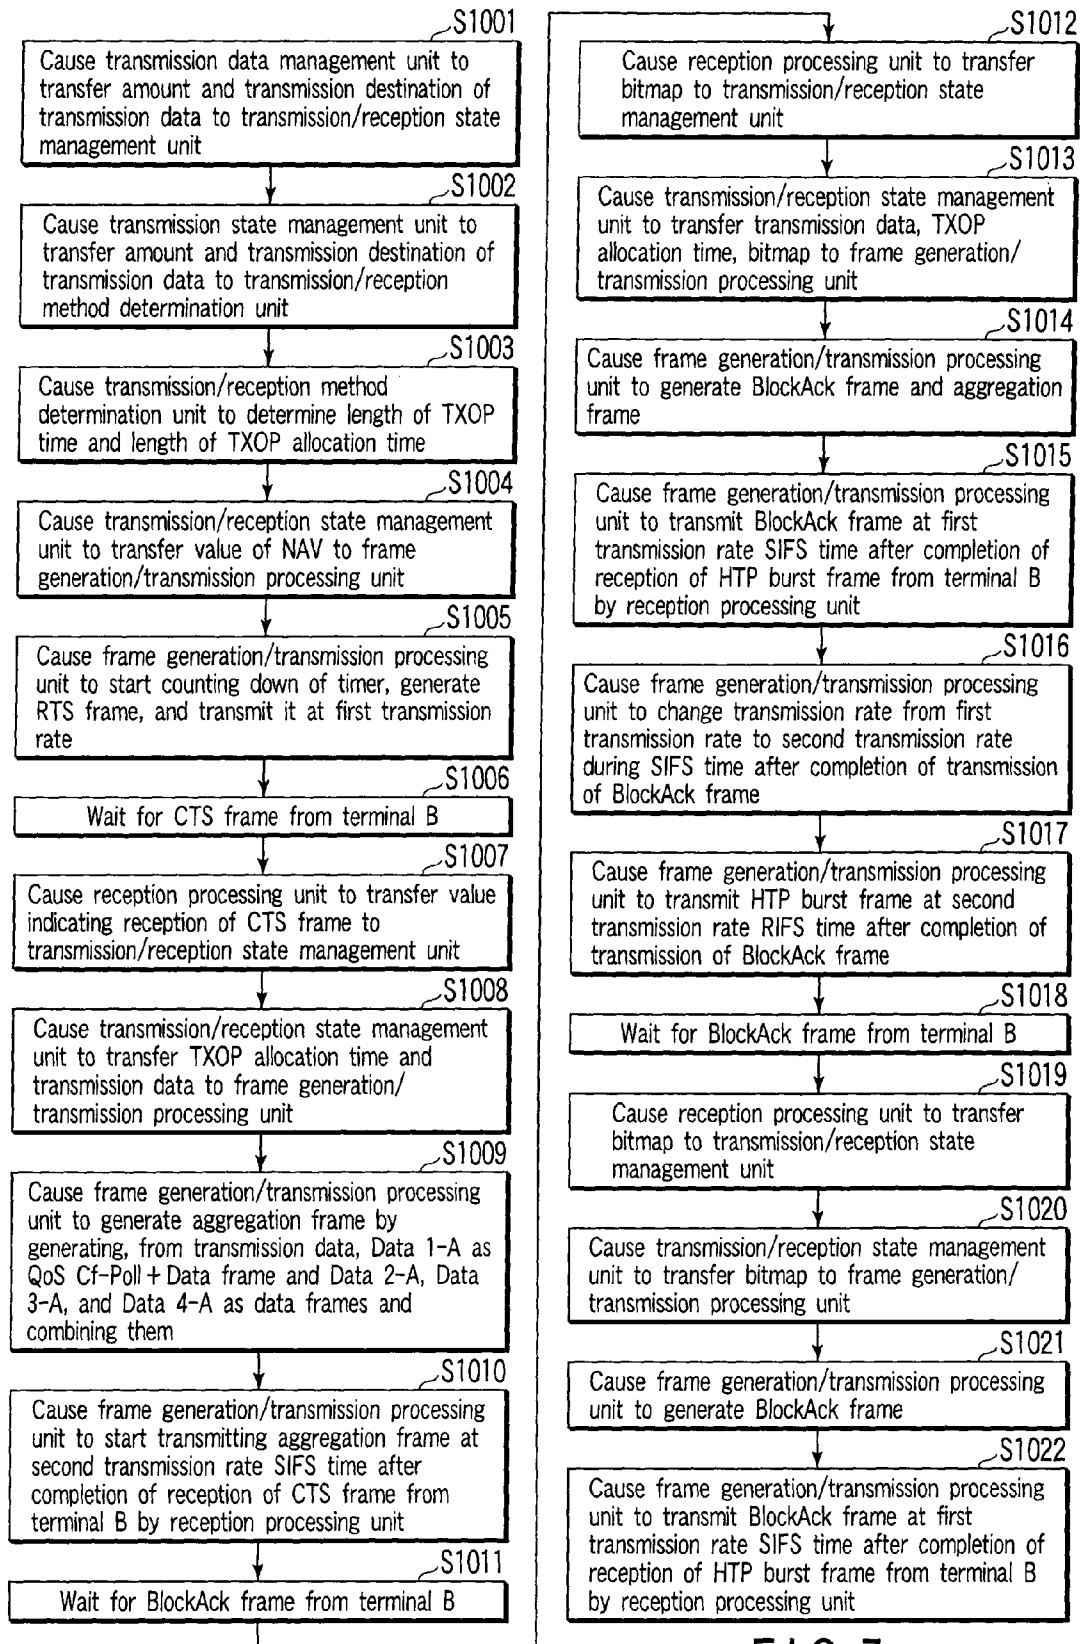 S1001
Cause transmission data management unit to
transfer amount and transmission destination of
transmission data to transmission/reception state
management unit
S1002
Cause transmission state management unit to
transfer amount and transmission destination of
transmission data to transmission/reception
method determination unit
S1003
Cause transmission/reception method
determination unit to determine length of TXOP
time and length of TXOP allocation time
S1004
Cause transmission/reception state management
unit to transfer value of NAV to frame
generation/transmission processing unit
S1005
Cause frame generation/transmission processing
unit to start counting down of timer, generate
RTS frame, and transmit it at first transmission
rate
S1006
Wait for CTS frame from terminal B
S1007
Cause reception processing unit to transfer value
indicating reception of CTS frame to
transmission/reception state management unit
S1008
Cause transmission/reception state management
unit to transfer TXOP allocation time and
transmission data to frame generation/
transmission processing unit
S1009
Cause frame generation/transmission processing
unit to generate aggregation frame by
generating, from transmission data, Data 1-A as
QoS Cf-Poll + Data frame and Data 2-A, Data
3-A, and Data 4-A as data frames and
combining them
S1010
Cause frame generation/transmission processing
unit to start transmitting aggregation frame at
second transmission rate SIFS time after
completion of reception of CTS frame from
terminal B by reception processing unit
S1011
Wait for BlockAck frame from terminal B
S1012
Cause reception processing unit to transfer
bitmap to transmission/reception state
management unit
S1013
Cause transmission/reception state management
unit to transfer transmission data, TXOP
allocation time, bitmap to frame generation/
transmission processing unit
S1014
Cause frame generation/transmission processing
unit to generate BlockAck frame and aggregation
frame
S1015
Cause frame generation/transmission processing
unit to transmit BlockAck frame at first
transmission rate SIFS time after completion of
reception of HTP burst frame from terminal B
by reception processing unit
S1016
Cause frame generation/transmission processing
unit to change transmission rate from first
transmission rate to second transmission rate
during SIFS time after completion of transmission
of BlockAck frame
S1017
Cause frame generation/transmission processing
unit to transmit HTP burst frame at second
transmission rate RIFS time after completion of
transmission of BlockAck frame
S1018
Wait for BlockAck frame from terminal B
S1019
Cause reception processing unit to transfer
bitmap to transmission/reception state
management unit
S1020
Cause transmission/reception state management
unit to transfer bitmap to frame generation/
transmission processing unit
S1021
Cause frame generation/transmission processing
unit to generate BlockAck frame
S1022
Cause frame generation/transmission processing
unit to transmit BlockAck frame at first
transmission rate SIFS time after completion of
reception of HTP burst frame from terminal B
by reception processing unit